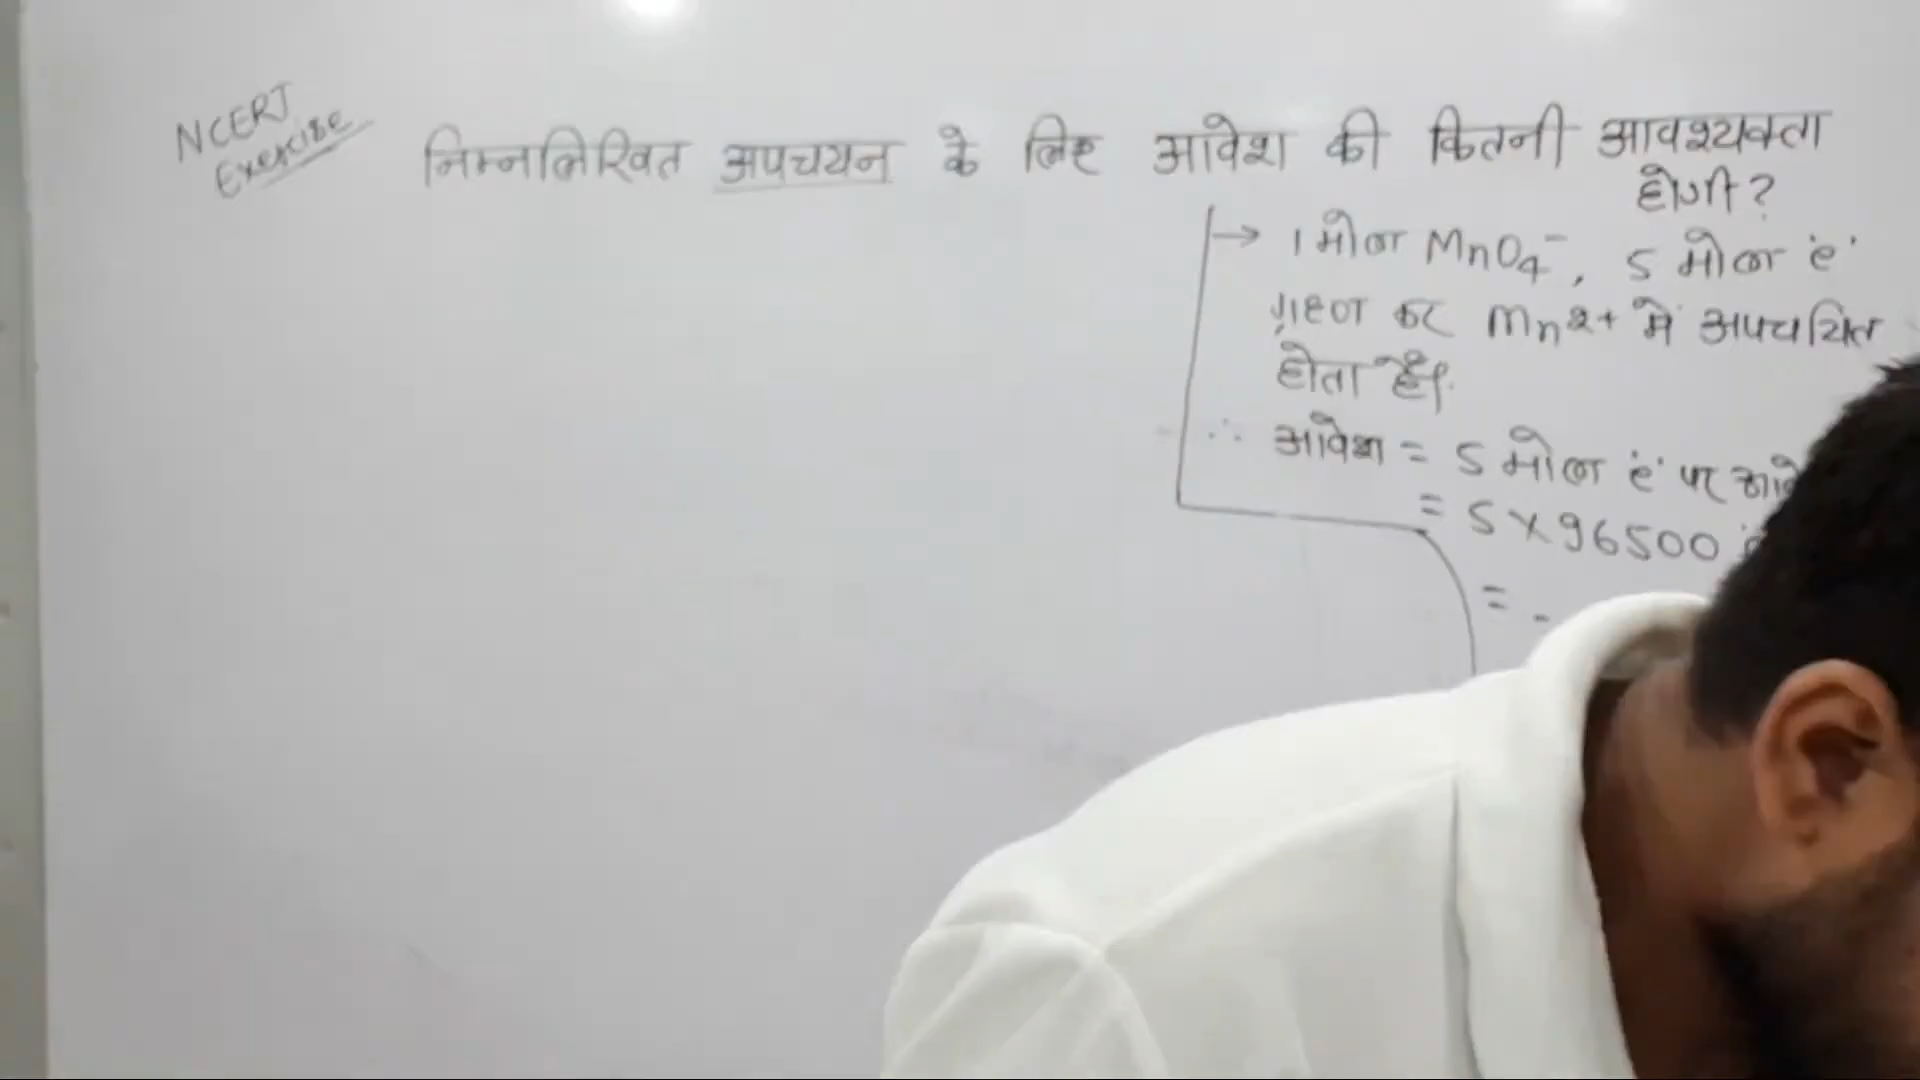 NCERT
Exercise
निम्नलिखित अपचयन के लिए आवेश की कितनी आवश्यकता
होगी?
→ 1 मोल MnO4⁻, 5 मोल 'e'
ग्रहण कर Mn2+ में अपचयित
होता है।
∴ आवेश = 5 मोल 'e' पर
= 5 X 96500
= -